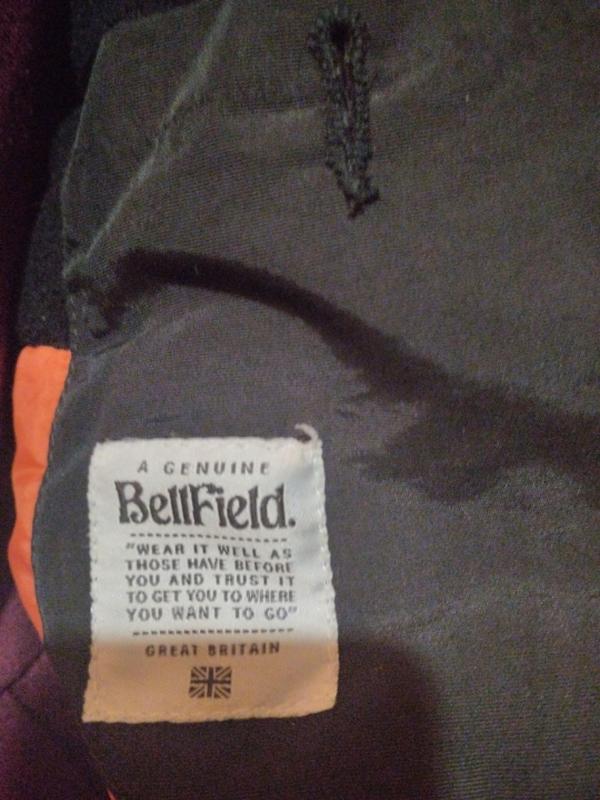 A GENUINE
BellField.
"WEAR IT WELL AS
THOSE HAVE BEFORE
YOU AND TRUST IT
TO GET YOU TO WHERE
YOU WANT TO GO"
GREAT BRITAIN